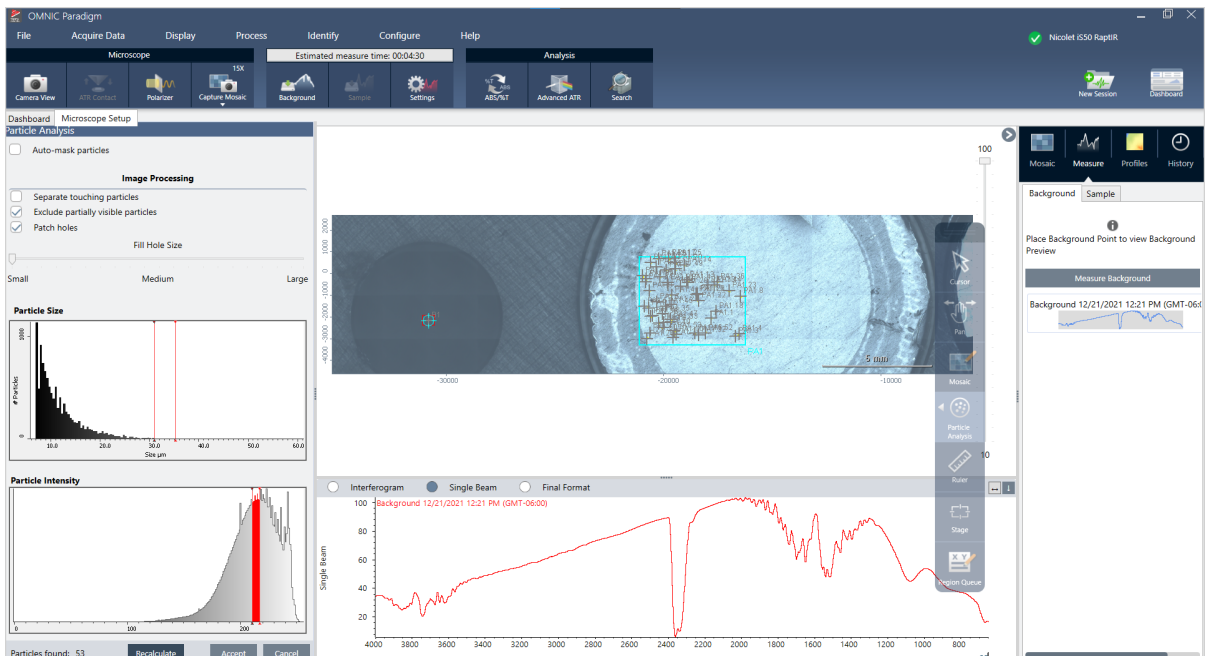 OMNIC Paradigm
File Acquire Data Display Process Identify Configure Help
Nicolet iS50 RaptIR
Microscope
Estimated measure time: 00:04:30
Analysis
15X
Camera View
ATR Contact
Polarizer
Capture Mosaic
Background
Sample
Settings
%T ABS
ABS/%T
Advanced ATR
Search
New Session
Dashboard
Dashboard Microscope Setup
Particle Analysis
Auto-mask particles
Image Processing
Separate touching particles
Exclude partially visible particles
Patch holes
Fill Hole Size
Small Medium Large
Particle Size
1000
# Particles
0
10.0 20.0 30.0 40.0 50.0 60.0
Size µm
Particle Intensity
0 100 200
Particles found: 53 Recalculate Accept Cancel
100
2000
1000
0
-1000
-2000
-3000
-4000
-30000 -20000 -10000
5 mm
10
Cursor
Pan
Mosaic
Particle
Analysis
Ruler
Stage
X Y
Region Queue
Interferogram Single Beam Final Format
Background 12/21/2021 12:21 PM (GMT-06:00)
Single Beam
100
80
60
40
20
4000 3800 3600 3400 3200 3000 2800 2600 2400 2200 2000 1800 1600 1400 1200 1000 800
Mosaic Measure Profiles History
Background Sample
Place Background Point to view Background
Preview
Measure Background
Background 12/21/2021 12:21 PM (GMT-06:0